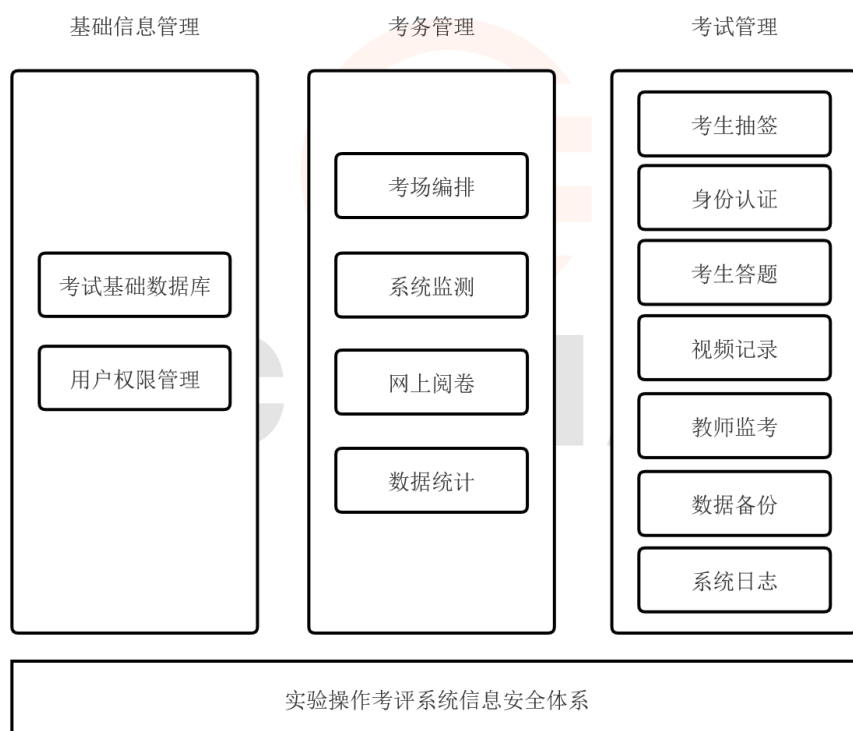 基础信息管理
考务管理
考试管理
考试基础数据库
用户权限管理
考场编排
系统监测
网上阅卷
数据统计
考生抽签
身份认证
考生答题
视频记录
教师监考
数据备份
系统日志
实验操作考评系统信息安全体系